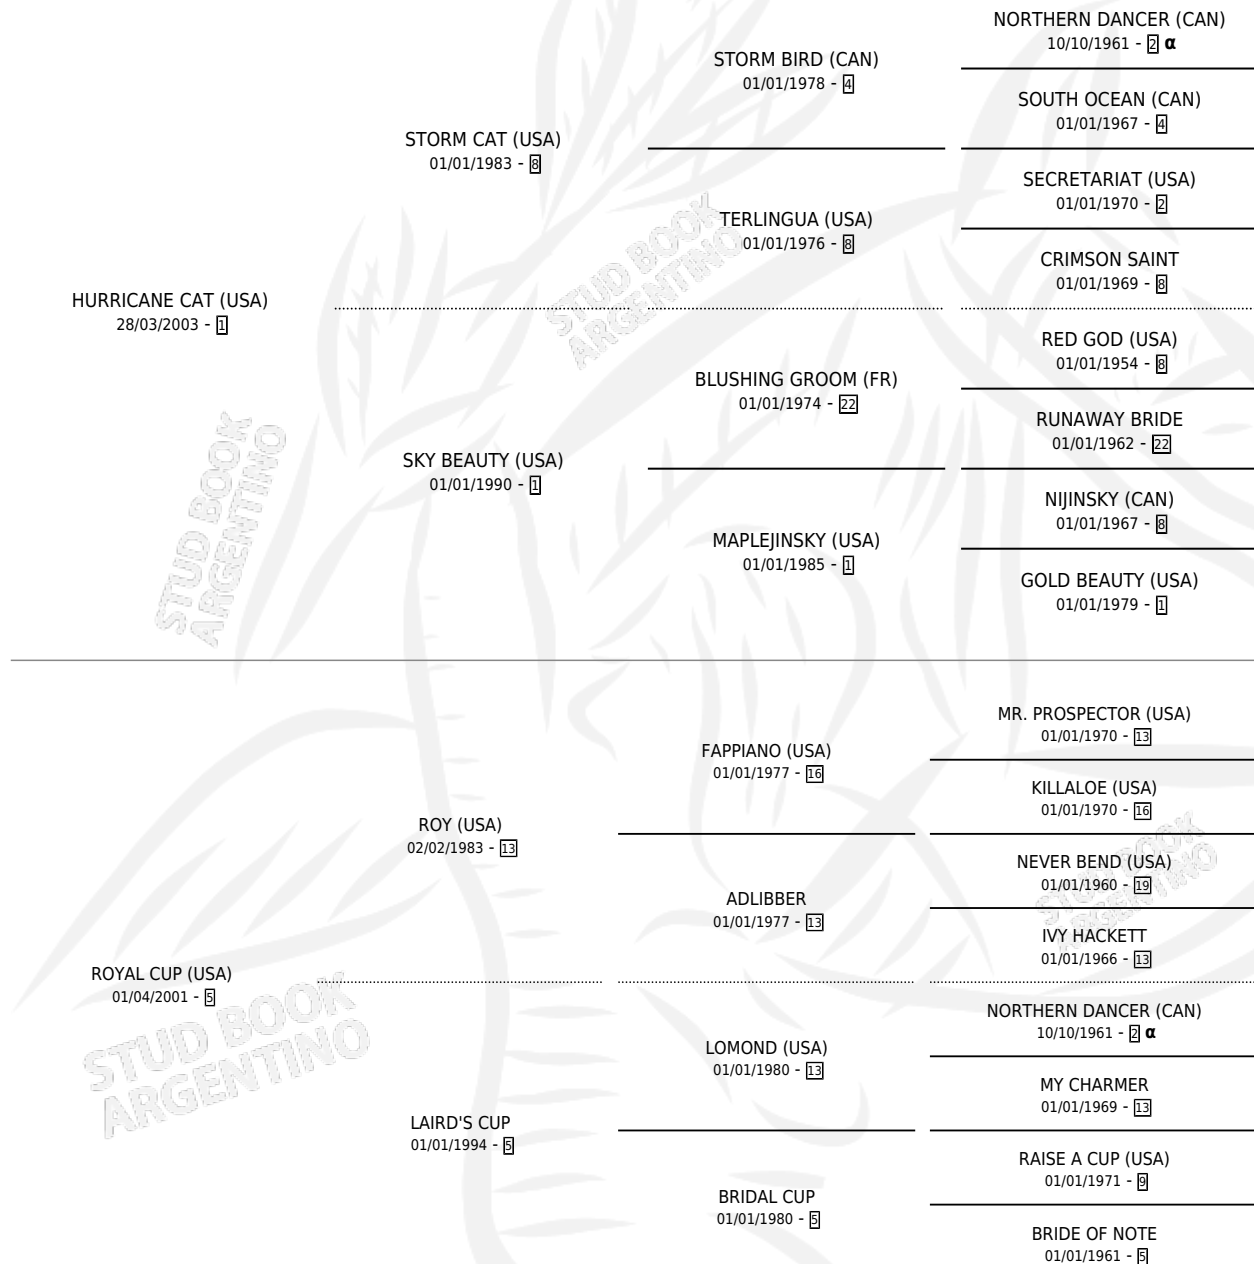 NORTHERN DANCER (CAN)
10/10/1961 - 2 α
STORM BIRD (CAN)
01/01/1978 - 4
SOUTH OCEAN (CAN)
01/01/1967 - 4
STORM CAT (USA)
01/01/1983 - 8
SECRETARIAT (USA)
01/01/1970 - 2
TERLINGUA (USA)
01/01/1976 - 8
CRIMSON SAINT
01/01/1969 - 8
HURRICANE CAT (USA)
28/03/2003 - 1
RED GOD (USA)
01/01/1954 - 8
BLUSHING GROOM (FR)
01/01/1974 - 22
RUNAWAY BRIDE
01/01/1962 - 22
SKY BEAUTY (USA)
01/01/1990 - 1
NIJINSKY (CAN)
01/01/1967 - 8
MAPLEJINSKY (USA)
01/01/1985 - 1
GOLD BEAUTY (USA)
01/01/1979 - 1
MR. PROSPECTOR (USA)
01/01/1970 - 13
FAPPIANO (USA)
01/01/1977 - 16
KILLALOE (USA)
01/01/1970 - 16
ROY (USA)
02/02/1983 - 13
NEVER BEND (USA)
01/01/1960 - 19
ADLIBBER
01/01/1977 - 13
IVY HACKETT
01/01/1966 - 13
ROYAL CUP (USA)
01/04/2001 - 5
NORTHERN DANCER (CAN)
10/10/1961 - 2 α
LOMOND (USA)
01/01/1980 - 13
MY CHARMER
01/01/1969 - 13
LAIRD'S CUP
01/01/1994 - 5
RAISE A CUP (USA)
01/01/1971 - 9
BRIDAL CUP
01/01/1980 - 5
BRIDE OF NOTE
01/01/1961 - 5
STUD BOOK
ARGENTINO
STUD BOOK
ARGENTINO
STUD BOOK
ARGENTINO
STUD BOOK
ARGENTINO